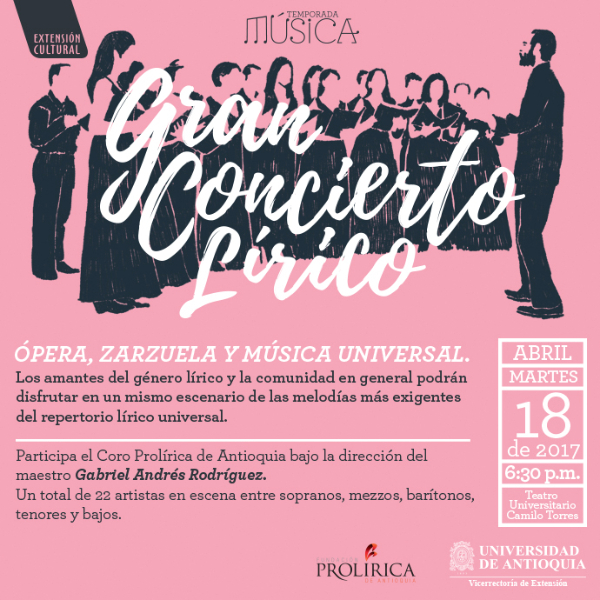 EXTENSIÓN
CULTURAL
TEMPORADA
MÚSICA
Gran
Concierto
Lírico
ÓPERA, ZARZUELA Y MÚSICA UNIVERSAL.
Los amantes del género lírico y la comunidad en general podrán
disfrutar en un mismo escenario de las melodías más exigentes
del repertorio lírico universal.
Participa el Coro Prolírica de Antioquia bajo la dirección del
maestro Gabriel Andrés Rodríguez.
Un total de 22 artistas en escena entre sopranos, mezzos, barítonos,
tenores y bajos.
ABRIL
MARTES
18
de 2017
6:30 p.m.
Teatro
Universitario
Camilo Torres
FUNDACIÓN
PROLIRICA
DE ANTIOQUIA
UNIVERSIDAD
DE ANTIOQUIA
Vicerrectoría de Extensión